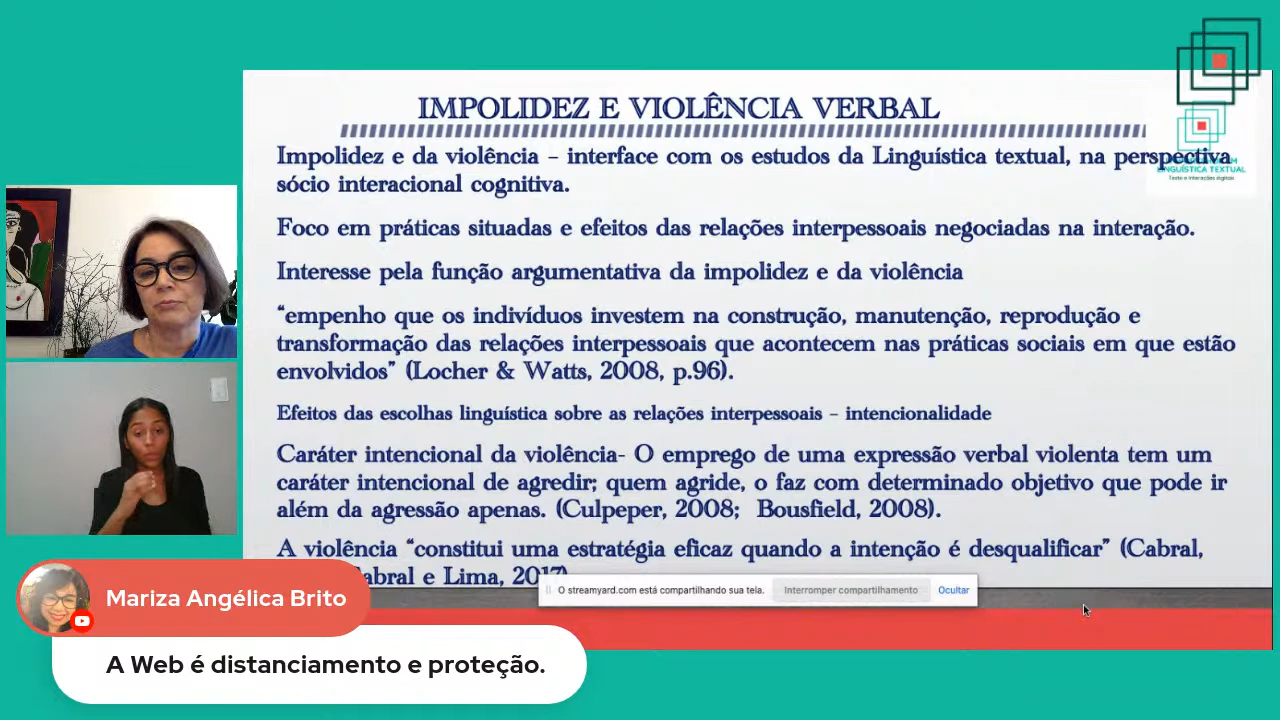 IMPOLIDEZ E VIOLÊNCIA VERBAL
Impolidez e da violência – interface com os estudos da Linguística textual, na perspectiva
sócio interacional cognitiva.
LINGUÍSTICA TEXTUAL
Texto e interações digitais
Foco em práticas situadas e efeitos das relações interpessoais negociadas na interação.
Interesse pela função argumentativa da impolidez e da violência
“empenho que os indivíduos investem na construção, manutenção, reprodução e
transformação das relações interpessoais que acontecem nas práticas sociais em que estão
envolvidos” (Locher & Watts, 2008, p.96).
Efeitos das escolhas linguística sobre as relações interpessoais – intencionalidade
Caráter intencional da violência- O emprego de uma expressão verbal violenta tem um
caráter intencional de agredir; quem agride, o faz com determinado objetivo que pode ir
além da agressão apenas. (Culpeper, 2008; Bousfield, 2008).
A violência “constitui uma estratégia eficaz quando a intenção é desqualificar” (Cabral,
abral e Lima, 2017)
O streamyard.com está compartilhando sua tela. Interromper compartilhamento Ocultar
Mariza Angélica Brito
A Web é distanciamento e proteção.